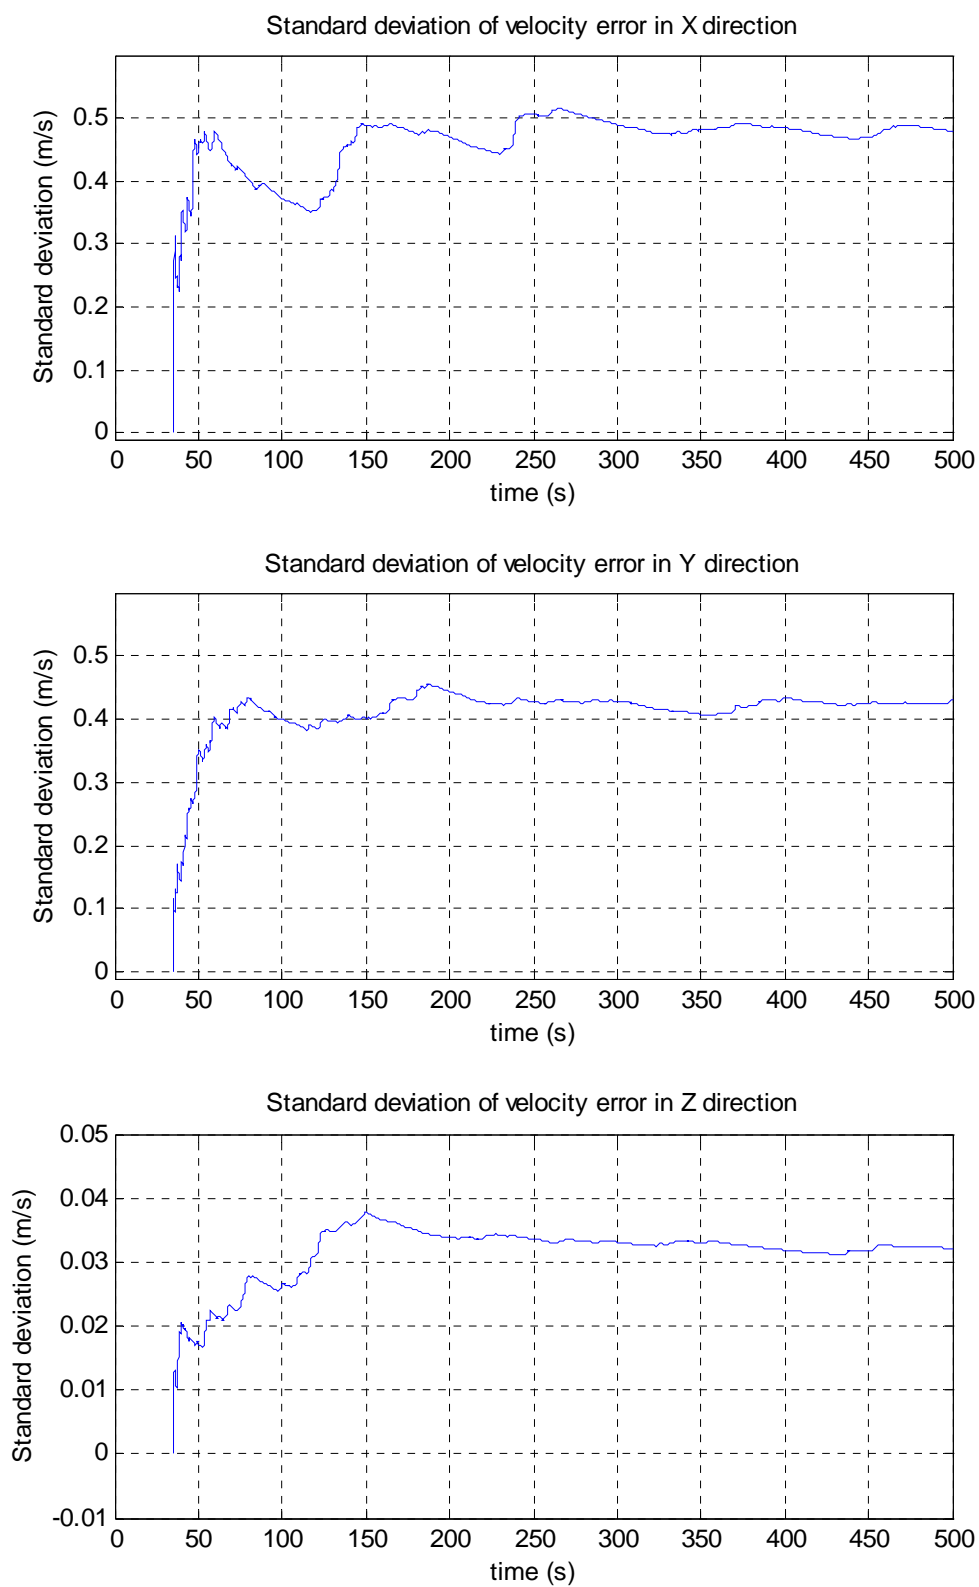 Standard deviation of velocity error in X direction
Standard deviation (m/s)
0.5
0.4
0.3
0.2
0.1
0
0 50 100 150 200 250 300 350 400 450 500
time (s)
Standard deviation of velocity error in Y direction
Standard deviation (m/s)
0.5
0.4
0.3
0.2
0.1
0
0 50 100 150 200 250 300 350 400 450 500
time (s)
Standard deviation of velocity error in Z direction
Standard deviation (m/s)
0.05
0.04
0.03
0.02
0.01
0
-0.01
0 50 100 150 200 250 300 350 400 450 500
time (s)